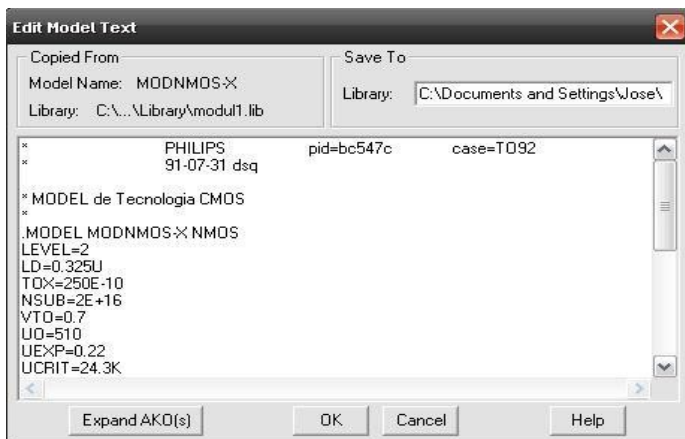 Edit Model Text
Copied From
Model Name: MODNMOS-X
Library: C:\...\Library\modul1.lib
Save To
Library: C:\Documents and Settings\Jose\
* PHILIPS pid=bc547c case=TO92
* 91-07-31 dsq
* MODEL de Tecnologia CMOS
*
.MODEL MODNMOS-X NMOS
LEVEL=2
LD=0.325U
TOX=250E-10
NSUB=2E+16
VTO=0.7
UO=510
UEXP=0.22
UCRIT=24.3K
Expand AKO(s) OK Cancel Help